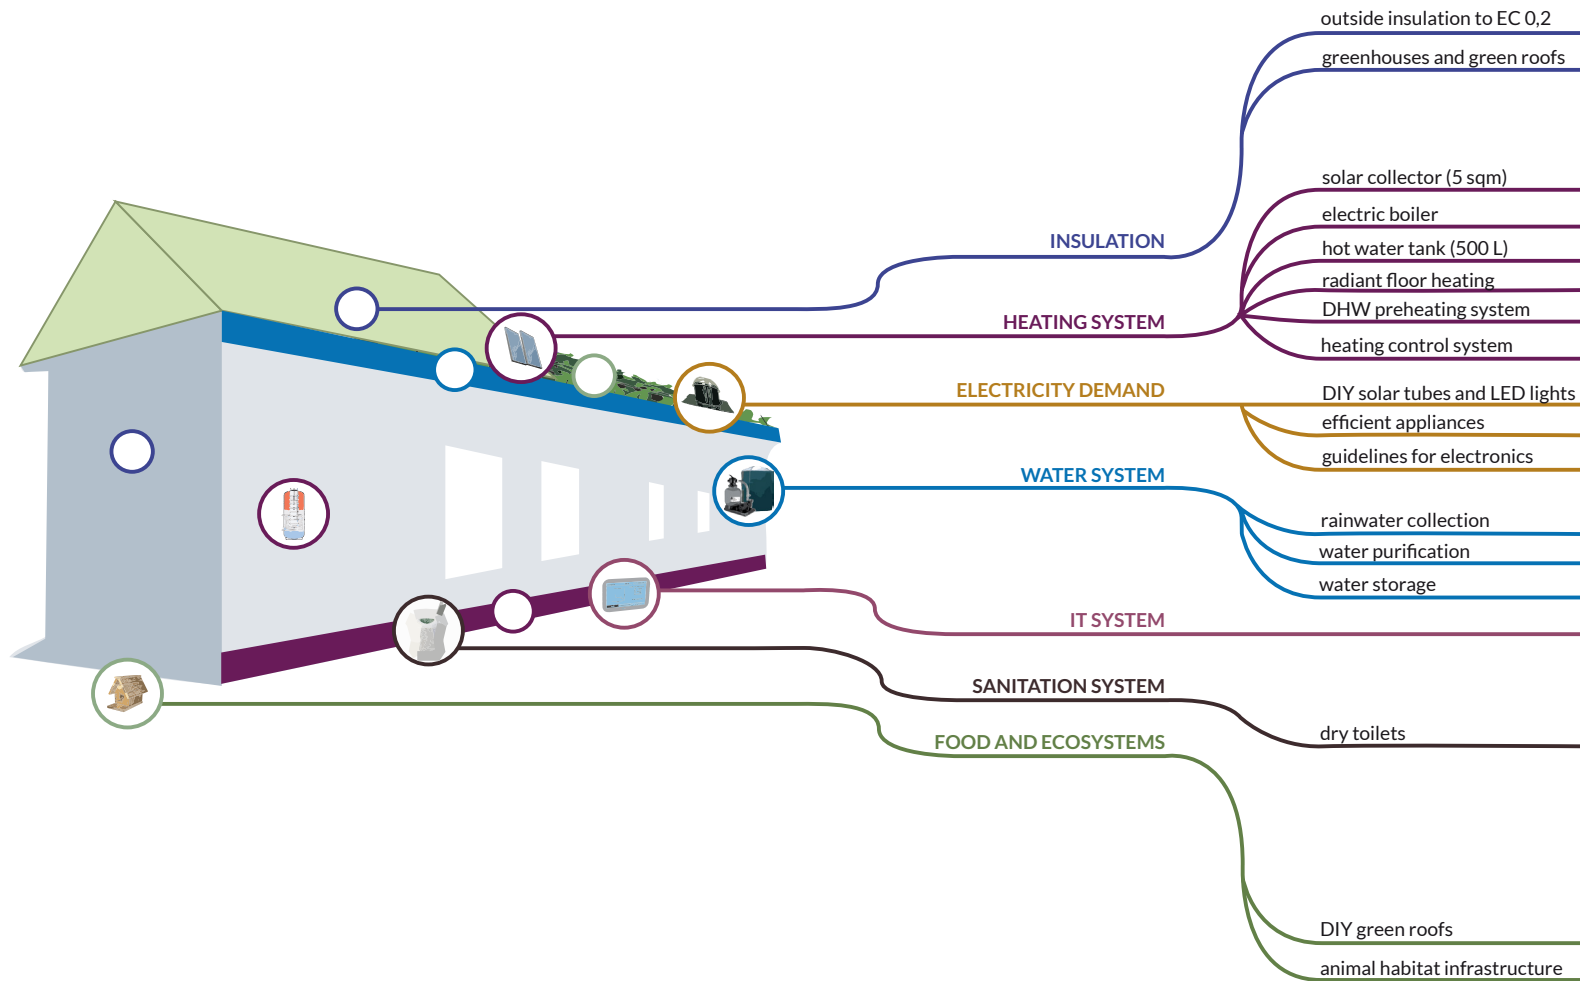 outside insulation to EC 0,2
greenhouses and green roofs
INSULATION
solar collector (5 sqm)
electric boiler
hot water tank (500 L)
radiant floor heating
DHW preheating system
heating control system
HEATING SYSTEM
ELECTRICITY DEMAND
DIY solar tubes and LED lights
efficient appliances
guidelines for electronics
WATER SYSTEM
rainwater collection
water purification
water storage
IT SYSTEM
SANITATION SYSTEM
dry toilets
FOOD AND ECOSYSTEMS
DIY green roofs
animal habitat infrastructure